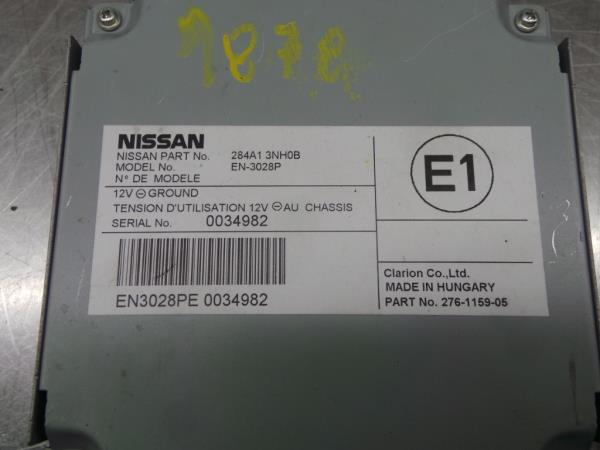 1878
NISSAN
NISSAN PART No. 284A1 3NH0B
MODEL No. EN-3028P
N° DE MODELE
12V ⊖ GROUND
TENSION D'UTILISATION 12V ⊖ AU CHASSIS
SERIAL No. 0034982
EN3028PE 0034982
E1
Clarion Co.,Ltd.
MADE IN HUNGARY
PART No. 276-1159-05